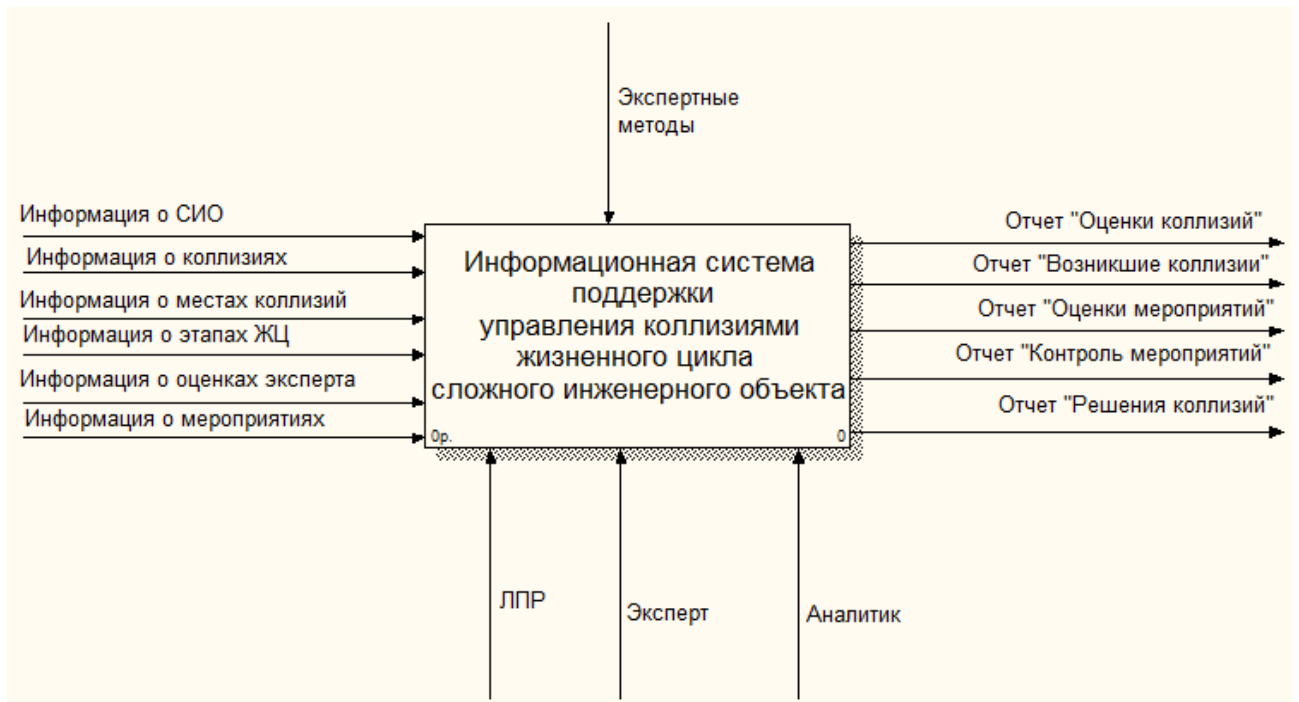 Экспертные
методы
Информация о СИО
Информация о коллизиях
Информация о местах коллизий
Информация о этапах ЖЦ
Информация о оценках эксперта
Информация о мероприятиях
Информационная система
поддержки
управления коллизиями
жизненного цикла
сложного инженерного объекта
0р.
0
Отчет "Оценки коллизий"
Отчет "Возникшие коллизии"
Отчет "Оценки мероприятий"
Отчет "Контроль мероприятий"
Отчет "Решения коллизий"
ЛПР
Эксперт
Аналитик